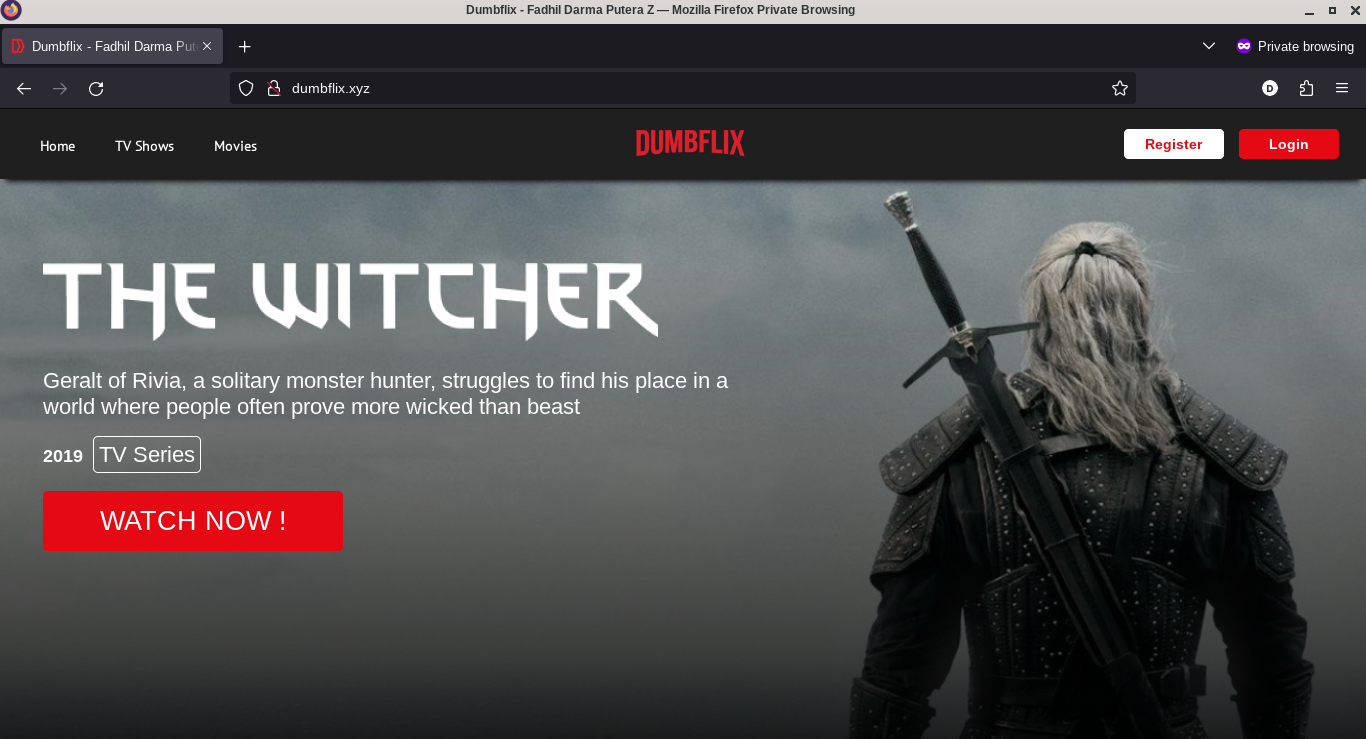 Dumbflix - Fadhil Darma Putera Z — Mozilla Firefox Private Browsing
Dumbflix - Fadhil Darma Put
Private browsing
dumbflix.xyz
D
Home TV Shows Movies
DUMBFLIX
Register Login
THE WITCHER
Geralt of Rivia, a solitary monster hunter, struggles to find his place in a
world where people often prove more wicked than beast
2019 TV Series
WATCH NOW !